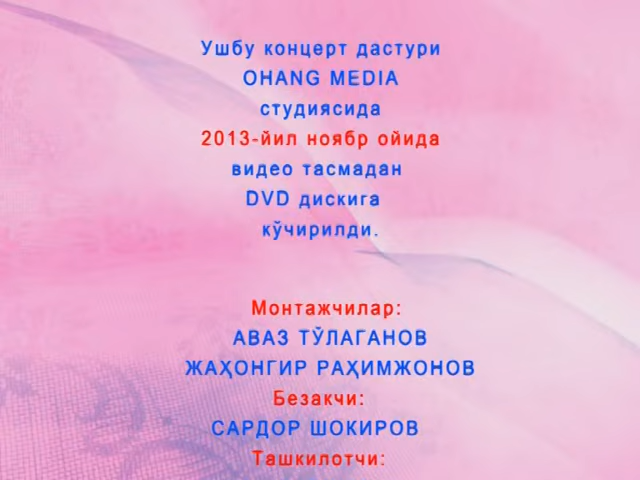 Ушбу концерт дастури
OHANG MEDIA
студиясида
2013-йил ноябр ойида
видео тасмадан
DVD дискига
кўчирилди.
Монтажчилар:
АВАЗ ТЎЛАГАНОВ
ЖАҲОНГИР РАҲИМЖОНОВ
Безакчи:
САРДОР ШОКИРОВ
Ташкилотчи: